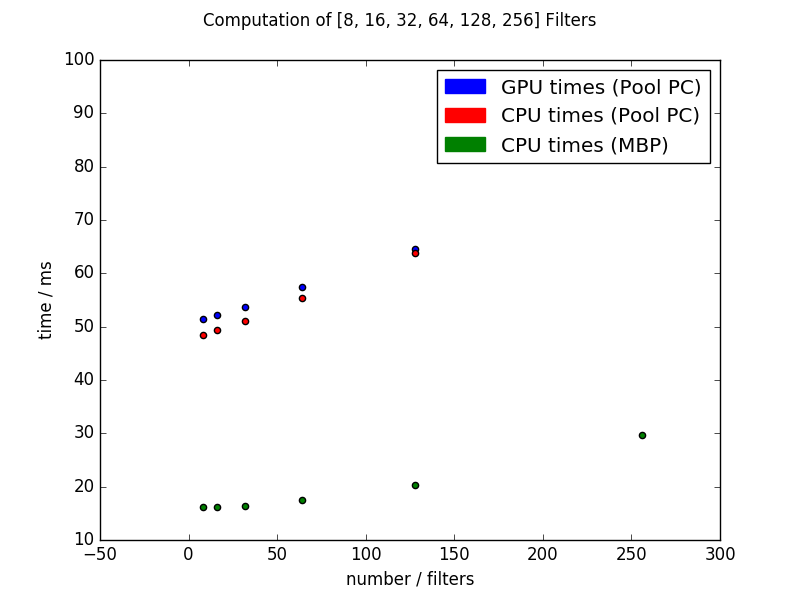 Computation of [8, 16, 32, 64, 128, 256] Filters
100
90
80
70
60
50
40
30
20
10
time / ms
GPU times (Pool PC)
CPU times (Pool PC)
CPU times (MBP)
−50 0 50 100 150 200 250 300
number / filters